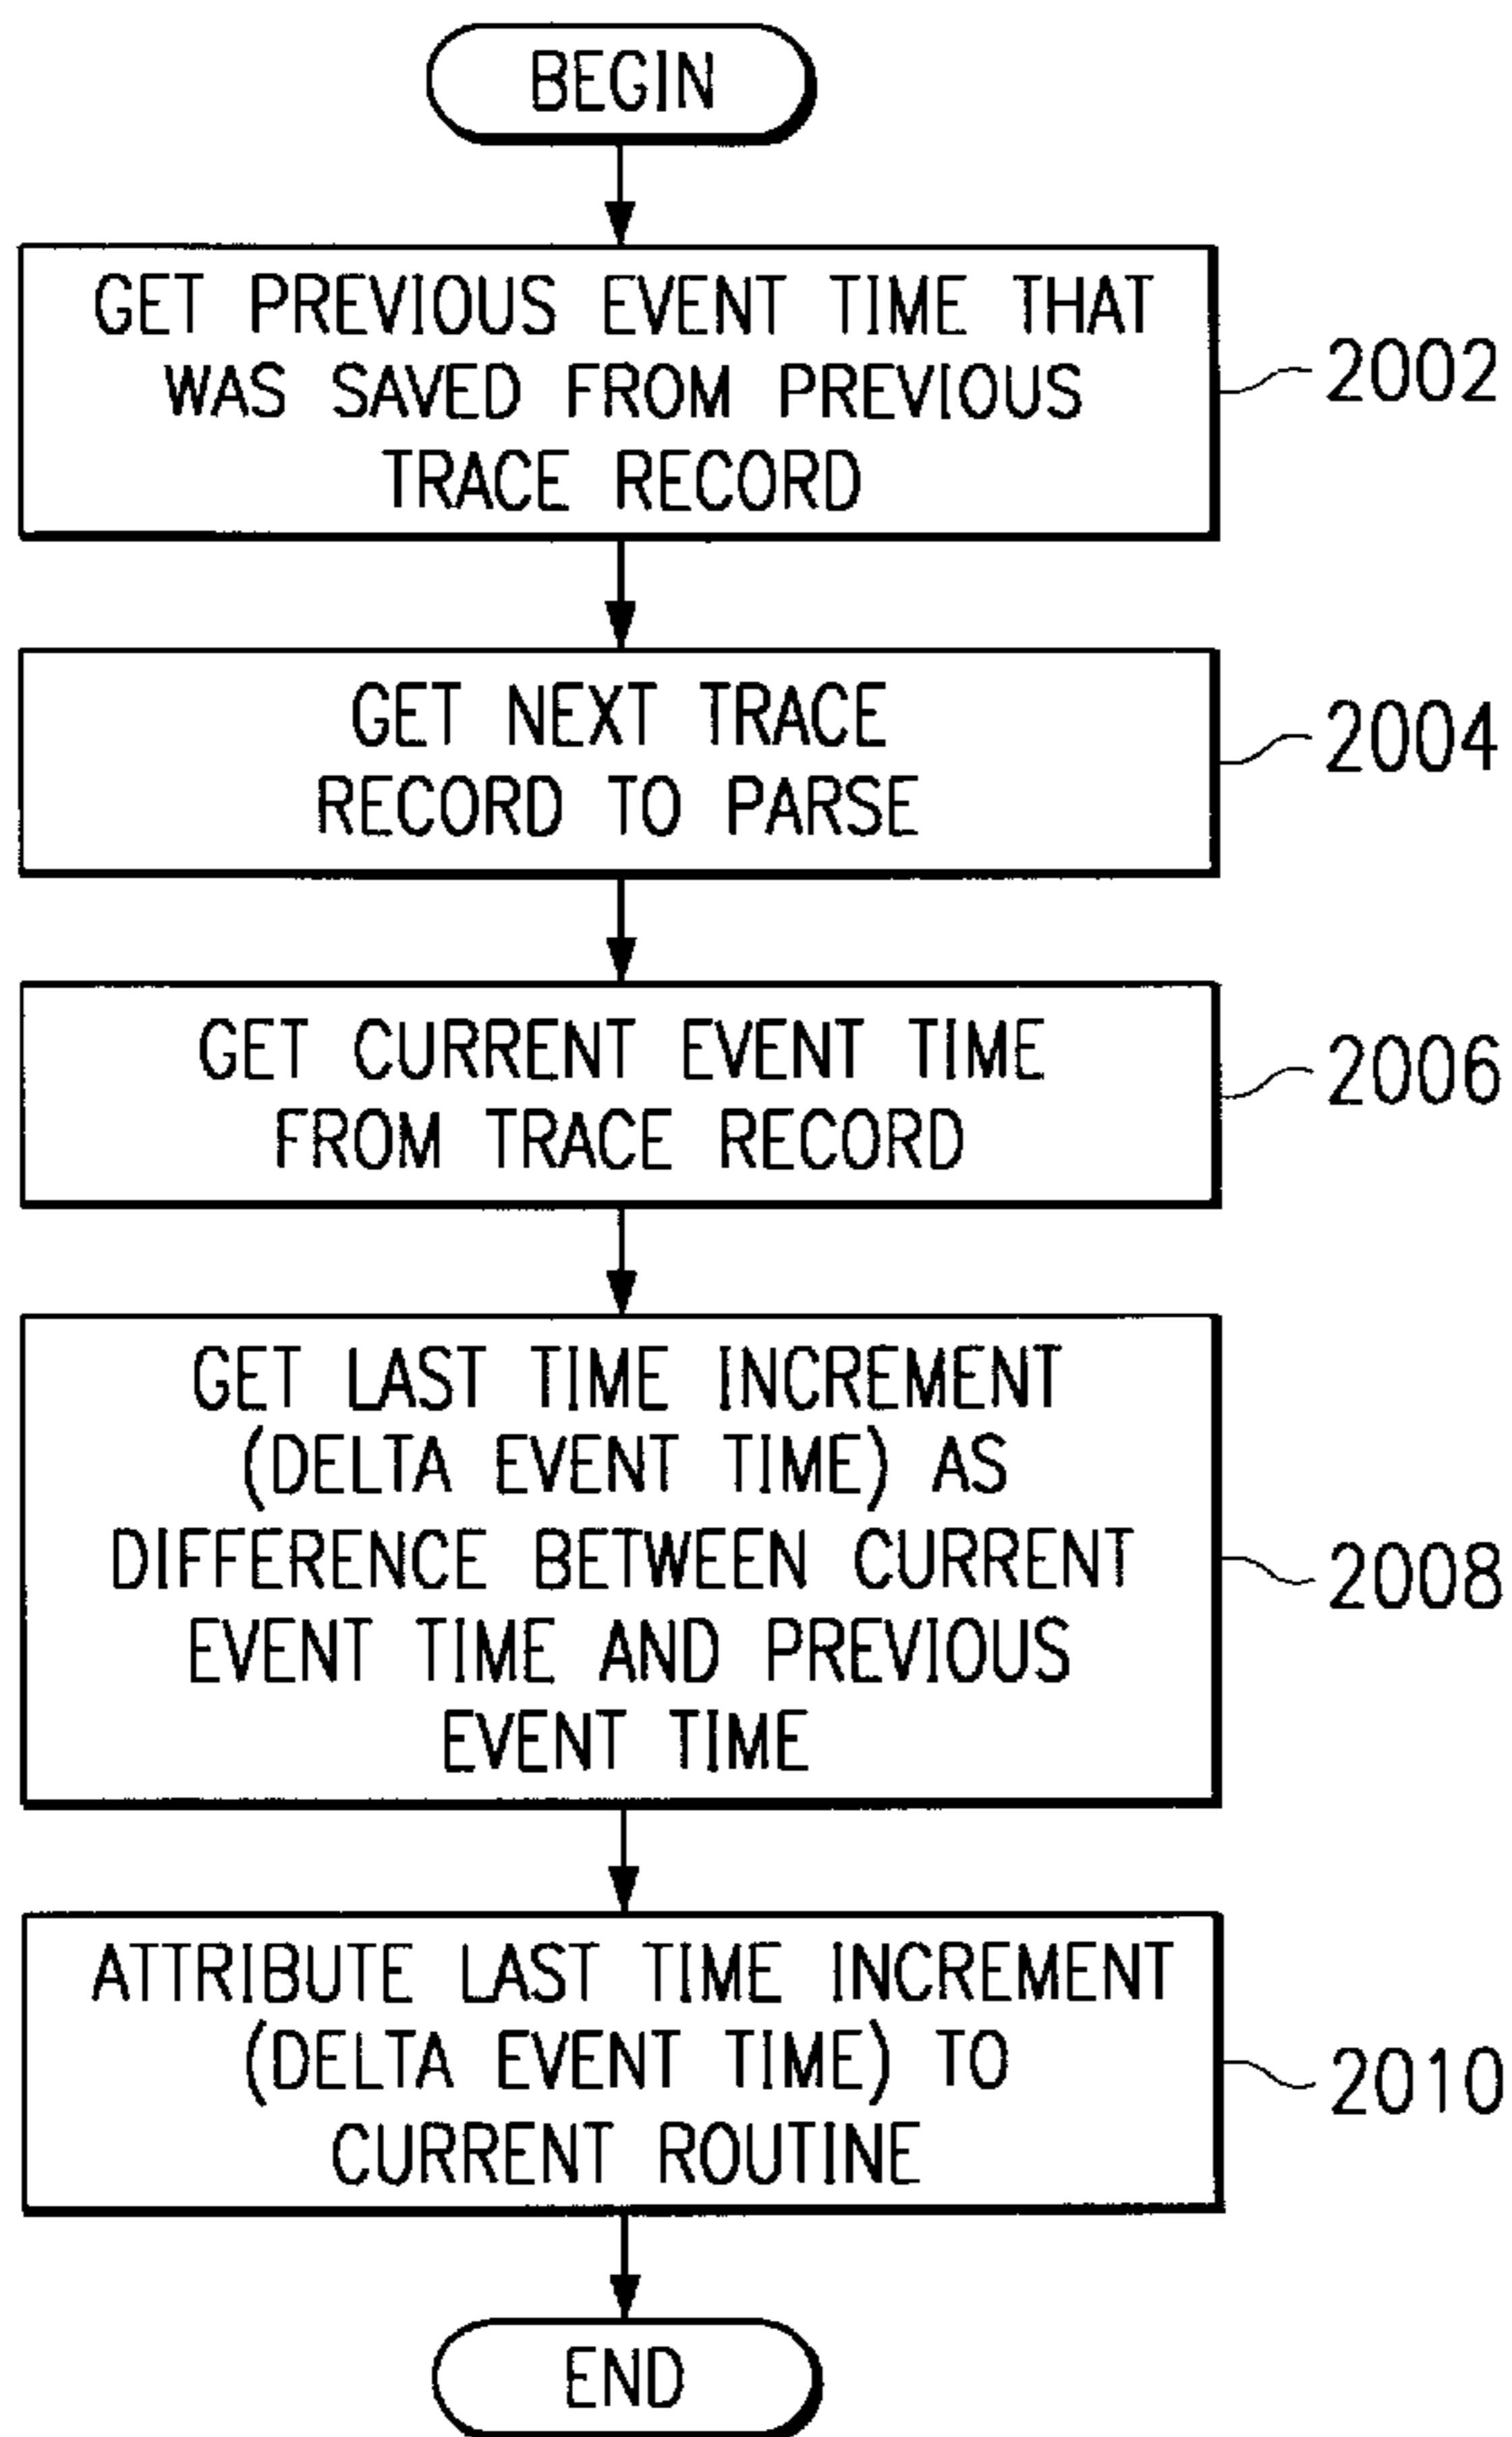 BEGIN
GET PREVIOUS EVENT TIME THAT
WAS SAVED FROM PREVIOUS
TRACE RECORD
2002
GET NEXT TRACE
RECORD TO PARSE
2004
GET CURRENT EVENT TIME
FROM TRACE RECORD
2006
GET LAST TIME INCREMENT
(DELTA EVENT TIME) AS
DIFFERENCE BETWEEN CURRENT
EVENT TIME AND PREVIOUS
EVENT TIME
2008
ATTRIBUTE LAST TIME INCREMENT
(DELTA EVENT TIME) TO
CURRENT ROUTINE
2010
END